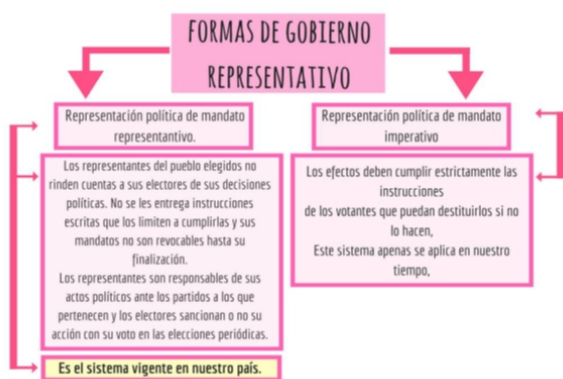 FORMAS DE GOBIERNO
REPRESENTATIVO
Representación política de mandato
representantivo.
Los representantes del pueblo elegidos no
rinden cuentas a sus electores de sus decisiones
políticas. No se les entrega instrucciones
escritas que los limiten a cumplirlas y sus
mandatos no son revocables hasta su
finalización.
Los representantes son responsables de sus
actos políticos ante los partidos a los que
pertenecen y los electores sancionan o no su
acción con su voto en las elecciones periódicas.
Es el sistema vigente en nuestro país.
Representación política de mandato
imperativo
Los efectos deben cumplir estrictamente las
instrucciones
de los votantes que puedan destituirlos si no
lo hacen,
Este sistema apenas se aplica en nuestro
tiempo,